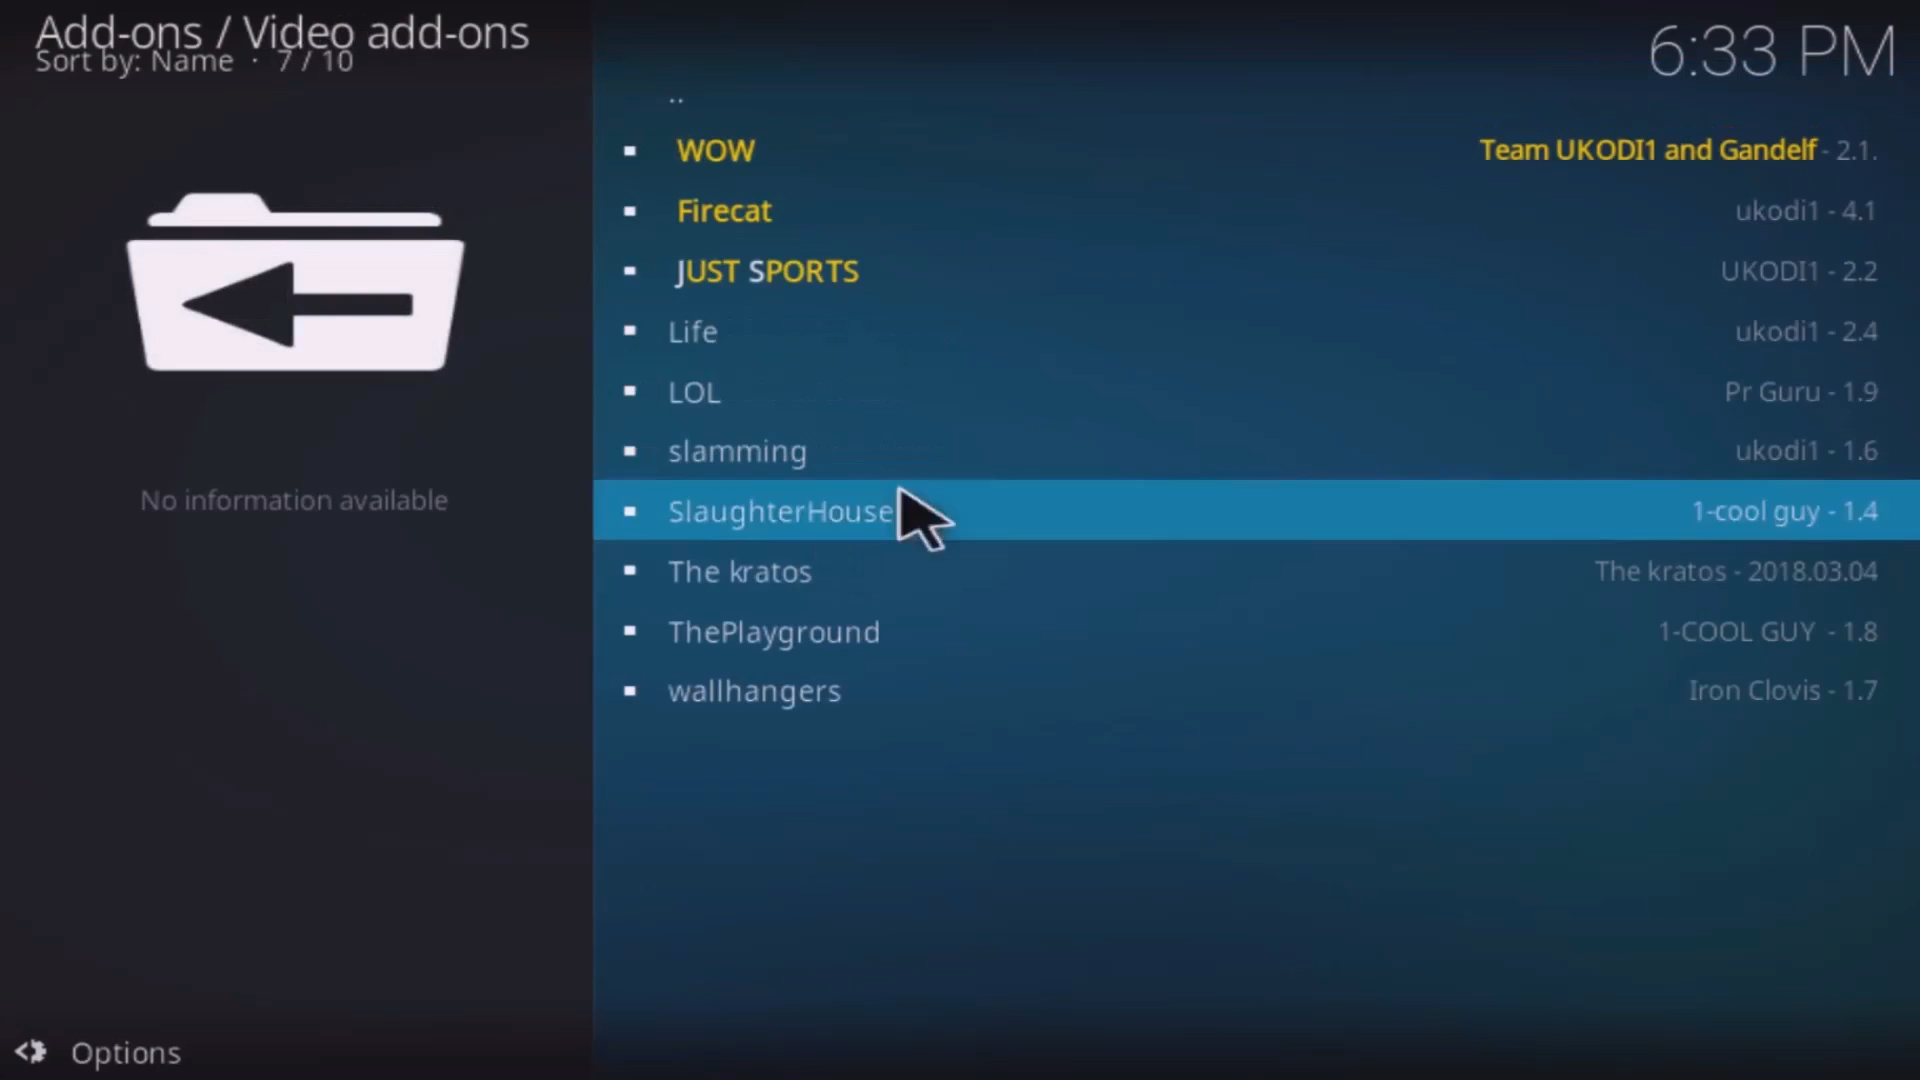 Add-ons / Video add-ons
Sort by: Name · 7 / 10
6:33 PM
..
WOW Team UKODI1 and Gandelf - 2.1.
Firecat ukodi1 - 4.1
JUST SPORTS UKODI1 - 2.2
Life ukodi1 - 2.4
LOL Pr Guru - 1.9
slamming ukodi1 - 1.6
SlaughterHouse 1-cool guy - 1.4
The kratos The kratos - 2018.03.04
ThePlayground 1-COOL GUY - 1.8
wallhangers Iron Clovis - 1.7
No information available
Options